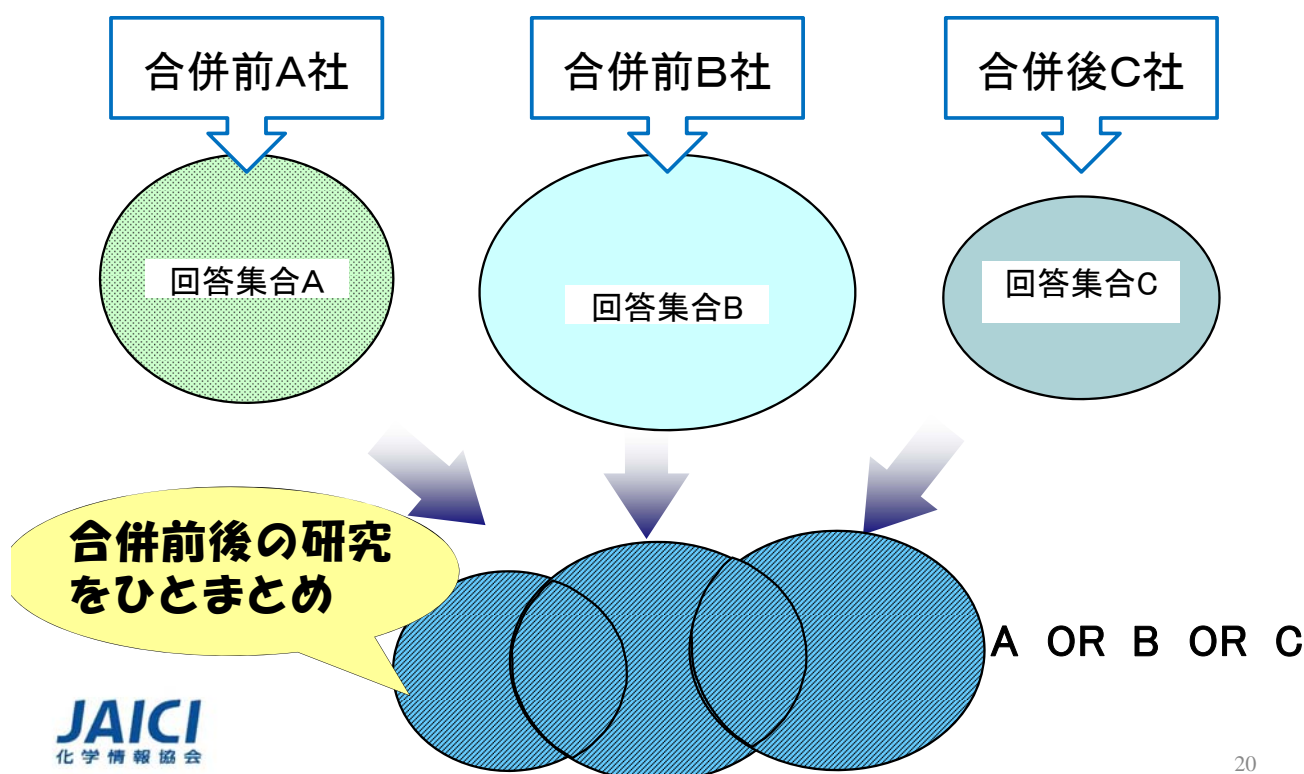 合併前A社
合併前B社
合併後C社
回答集合A
回答集合B
回答集合C
合併前後の研究
をひとまとめ
A OR B OR C
JAICI
化学情報協会
20